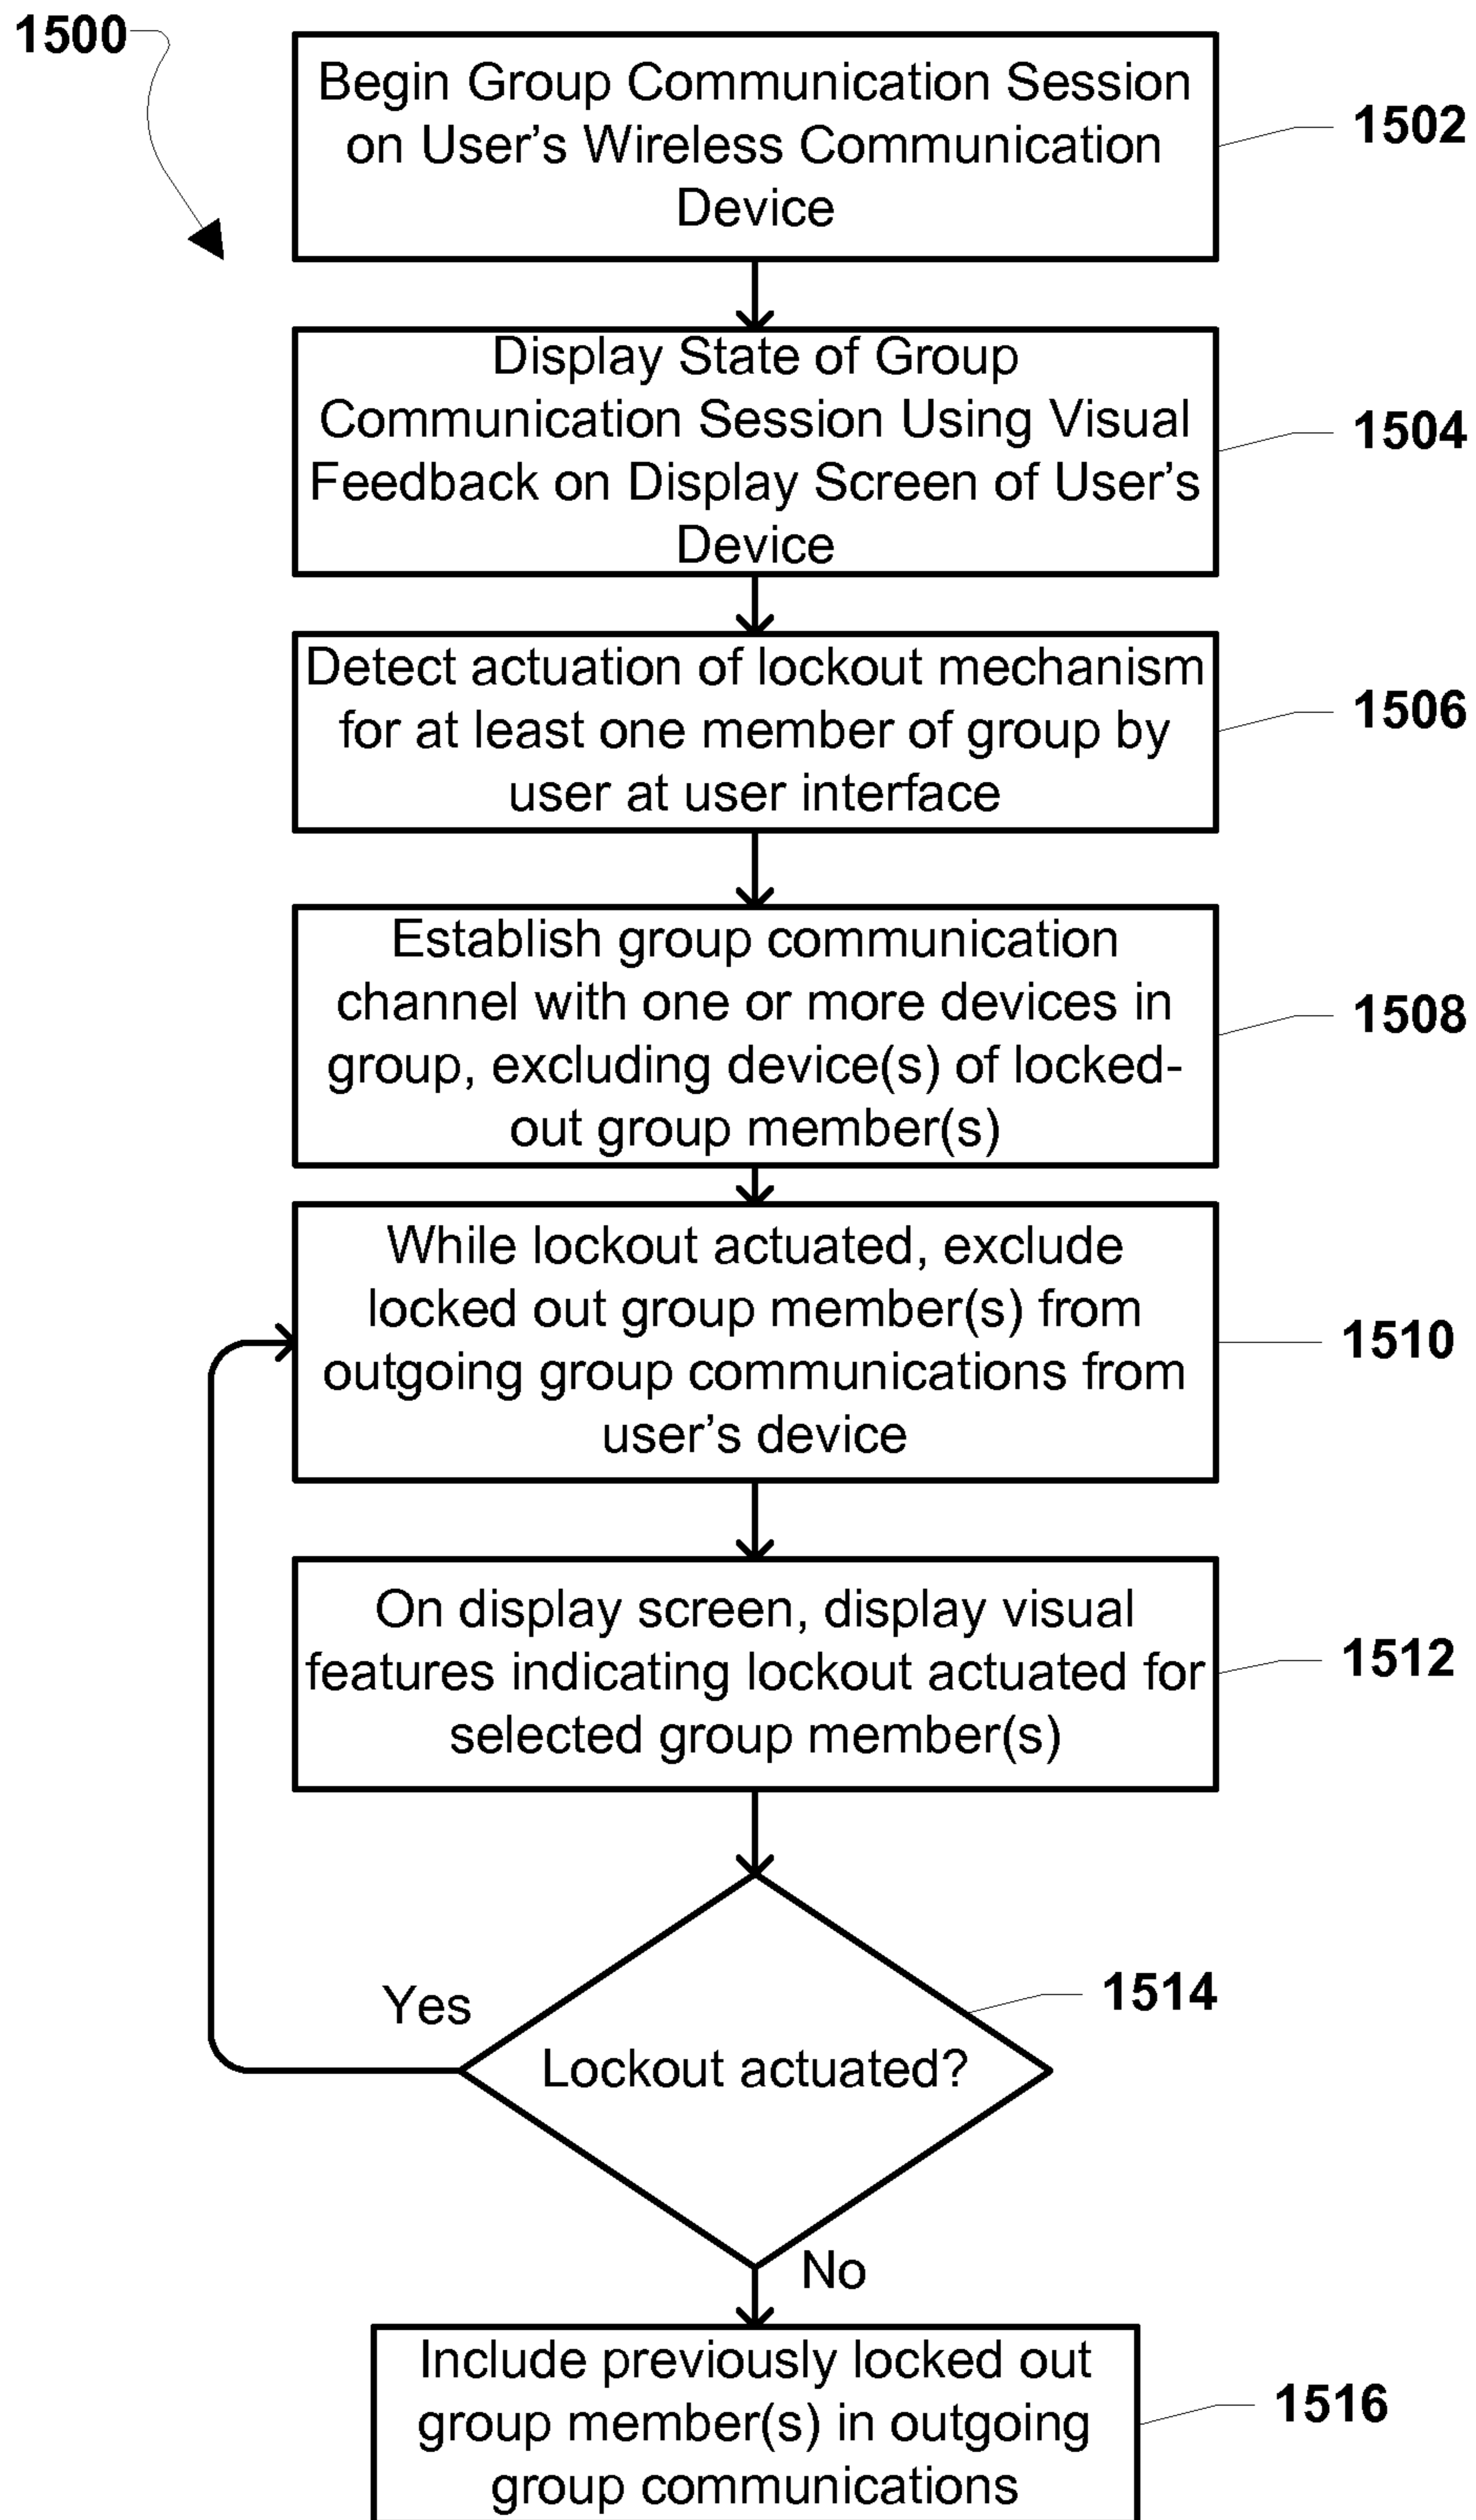 1500
Begin Group Communication Session
on User's Wireless Communication
Device
1502
Display State of Group
Communication Session Using Visual
Feedback on Display Screen of User's
Device
1504
Detect actuation of lockout mechanism
for at least one member of group by
user at user interface
1506
Establish group communication
channel with one or more devices in
group, excluding device(s) of locked-
out group member(s)
1508
While lockout actuated, exclude
locked out group member(s) from
outgoing group communications from
user's device
1510
On display screen, display visual
features indicating lockout actuated for
selected group member(s)
1512
Yes
Lockout actuated?
1514
No
Include previously locked out
group member(s) in outgoing
group communications
1516